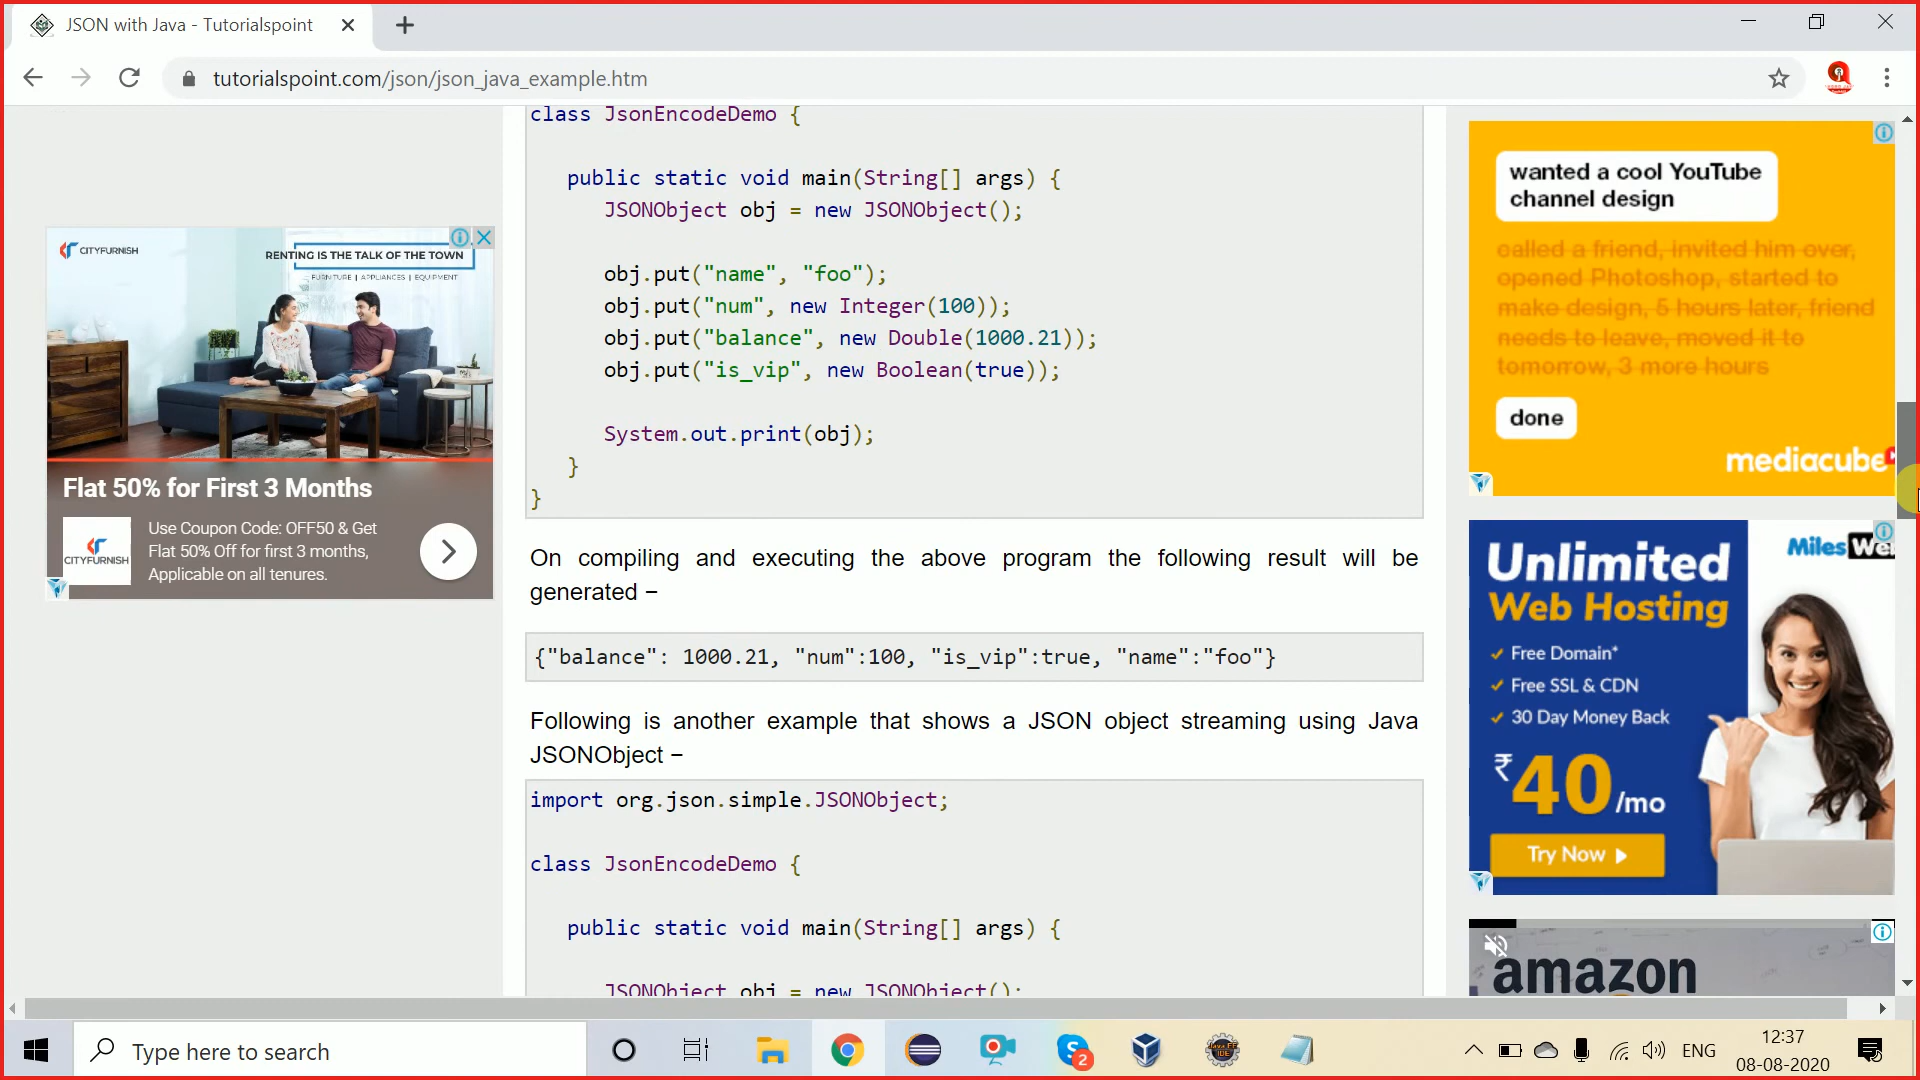 JSON with Java - Tutorialspoint
tutorialspoint.com/json/json_java_example.htm
class JsonEncodeDemo {
public static void main(String[] args) {
JSONObject obj = new JSONObject();
obj.put("name", "foo");
obj.put("num", new Integer(100));
obj.put("balance", new Double(1000.21));
obj.put("is_vip", new Boolean(true));
System.out.print(obj);
}
}
On compiling and executing the above program the following result will be
generated −
{"balance": 1000.21, "num":100, "is_vip":true, "name":"foo"}
Following is another example that shows a JSON object streaming using Java
JSONObject −
import org.json.simple.JSONObject;
class JsonEncodeDemo {
public static void main(String[] args) {
JSONObject obj = new JSONObject();
CITYFURNISH
RENTING IS THE TALK OF THE TOWN
FURNITURE | APPLIANCES | EQUIPMENT
Flat 50% for First 3 Months
CITYFURNISH
Use Coupon Code: OFF50 & Get
Flat 50% Off for first 3 months,
Applicable on all tenures.
wanted a cool YouTube
channel design
called a friend, invited him over,
opened Photoshop, started to
make design, 5 hours later, friend
needs to leave, moved it to
tomorrow, 3 more hours
done
mediacube
Miles
Unlimited
Web Hosting
Free Domain*
Free SSL & CDN
30 Day Money Back
₹40/mo
Try Now
amazon
Type here to search
2
ENG
12:37
08-08-2020